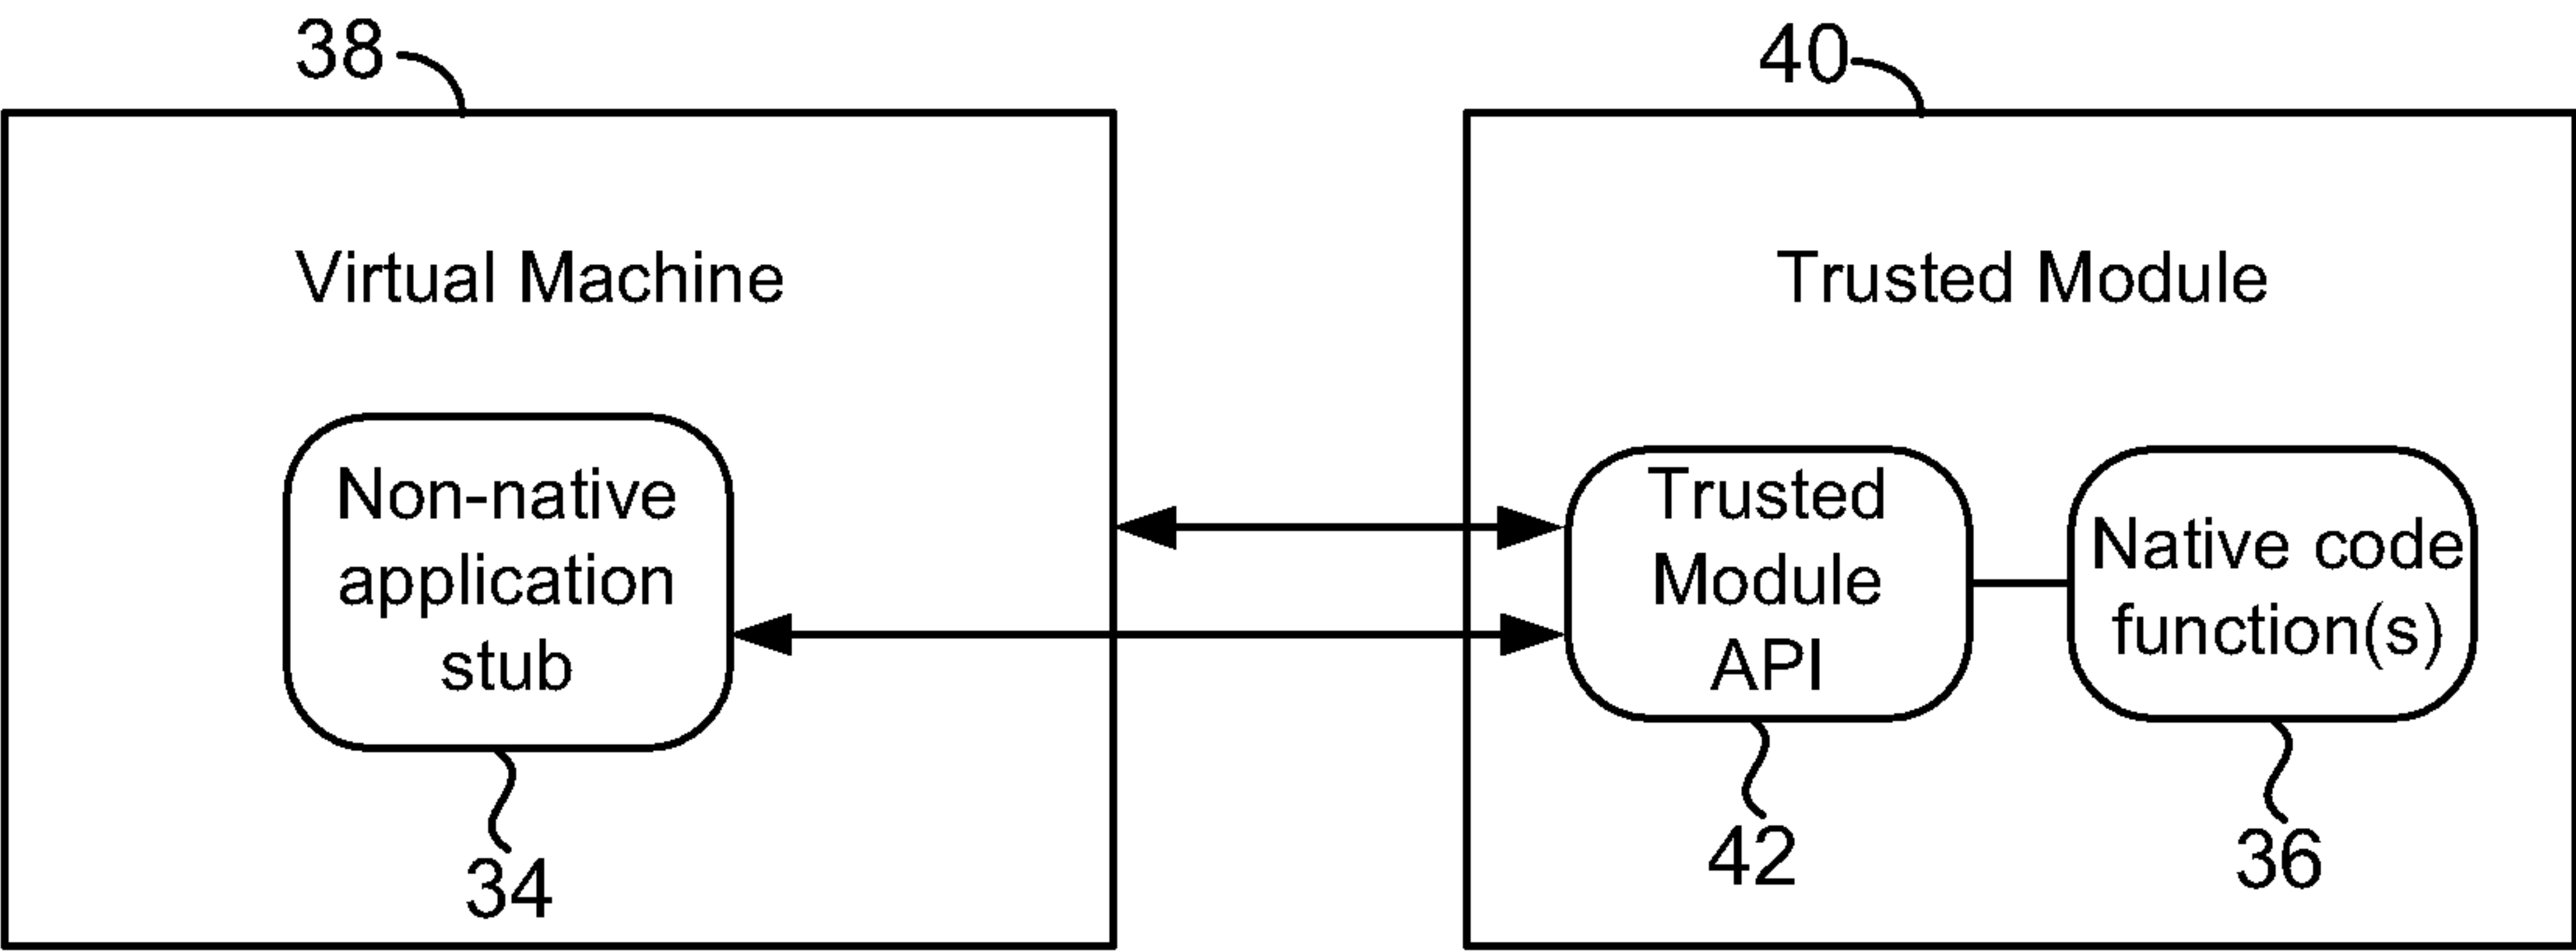 38
40
Virtual Machine
Trusted Module
Non-native
application
stub
Trusted
Module
API
Native code
function(s)
34
42
36